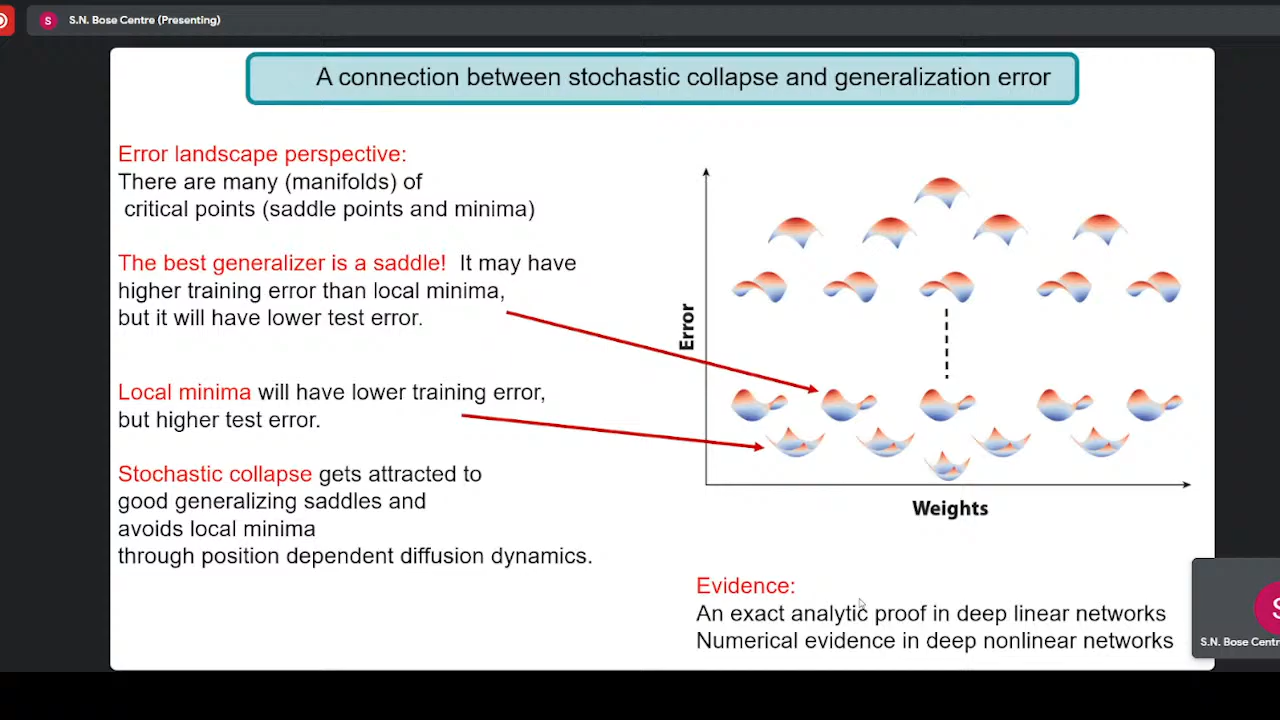 S
S.N. Bose Centre (Presenting)
A connection between stochastic collapse and generalization error
Error landscape perspective:
There are many (manifolds) of
critical points (saddle points and minima)
The best generalizer is a saddle! It may have
higher training error than local minima,
but it will have lower test error.
Local minima will have lower training error,
but higher test error.
Stochastic collapse gets attracted to
good generalizing saddles and
avoids local minima
through position dependent diffusion dynamics.
Error
Weights
Evidence:
An exact analytic proof in deep linear networks
Numerical evidence in deep nonlinear networks
S
S.N. Bose Centr